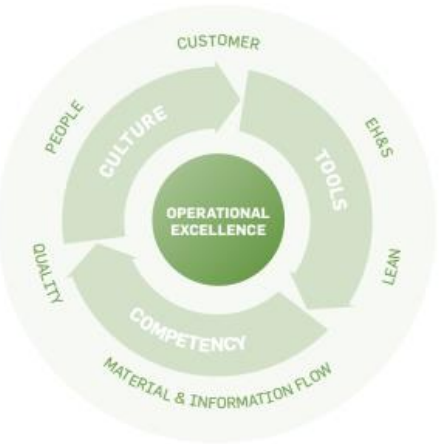 CUSTOMER
EH&S
LEAN
MATERIAL & INFORMATION FLOW
QUALITY
PEOPLE
CULTURE
TOOLS
COMPETENCY
OPERATIONAL
EXCELLENCE